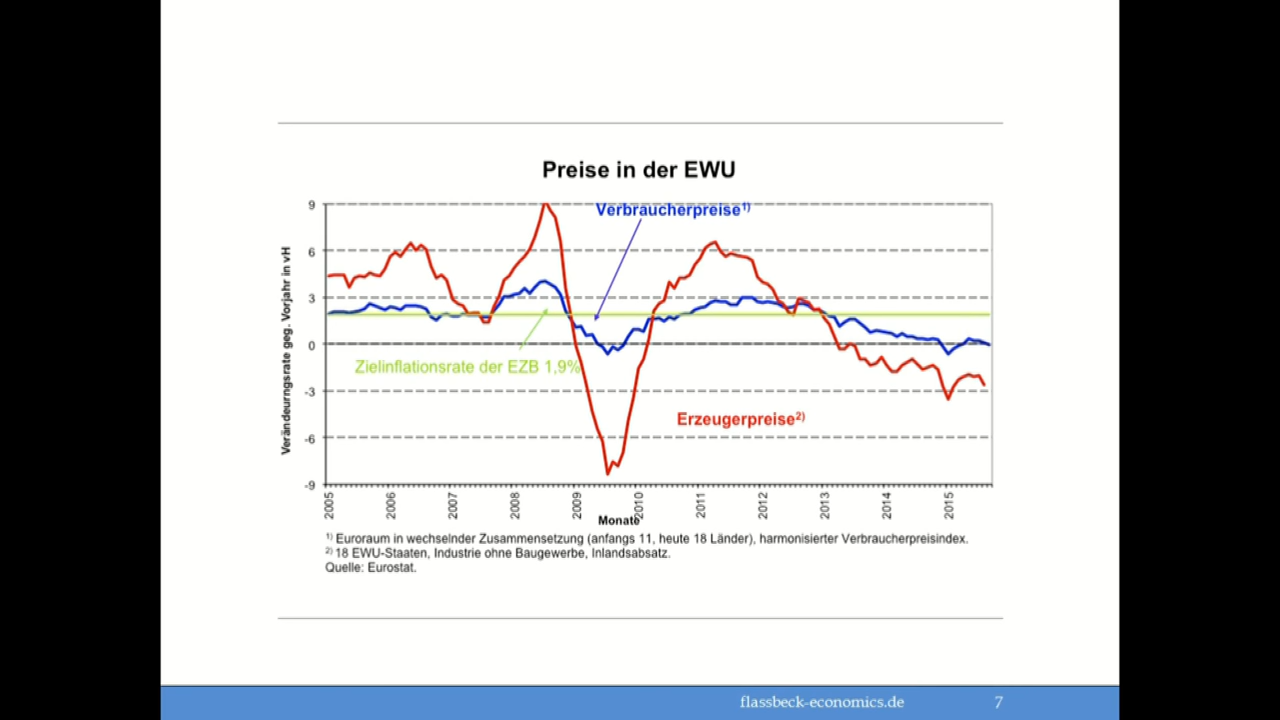 Preise in der EWU
Verändeurngsrate geg. Vorjahr in vH
9
6
3
0
-3
-6
-9
Verbraucherpreise¹⁾
Zielinflationsrate der EZB 1,9%
Erzeugerpreise²⁾
2005 2006 2007 2008 2009 2010 2011 2012 2013 2014 2015
Monate
¹⁾ Euroraum in wechselnder Zusammensetzung (anfangs 11, heute 18 Länder), harmonisierter Verbraucherpreisindex.
²⁾ 18 EWU-Staaten, Industrie ohne Baugewerbe, Inlandsabsatz.
Quelle: Eurostat.
flassbeck-economics.de 7